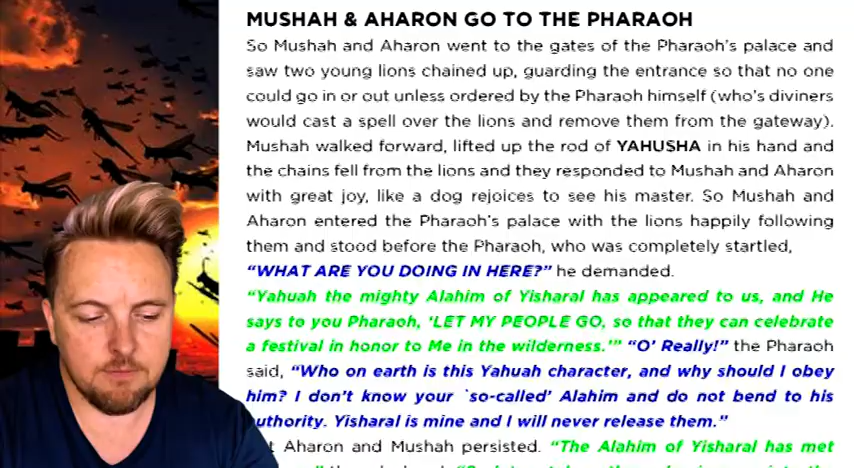 MUSHAH & AHARON GO TO THE PHARAOH
So Mushah and Aharon went to the gates of the Pharaoh's palace and
saw two young lions chained up, guarding the entrance so that no one
could go in or out unless ordered by the Pharaoh himself (who's diviners
would cast a spell over the lions and remove them from the gateway).
Mushah walked forward, lifted up the rod of YAHUSHA in his hand and
the chains fell from the lions and they responded to Mushah and Aharon
with great joy, like a dog rejoices to see his master. So Mushah and
Aharon entered the Pharaoh's palace with the lions happily following
them and stood before the Pharaoh, who was completely startled,
“WHAT ARE YOU DOING IN HERE?” he demanded.
“Yahuah the mighty Alahim of Yisharal has appeared to us, and He
says to you Pharaoh, ‘LET MY PEOPLE GO, so that they can celebrate
a festival in honor to Me in the wilderness.’” “O’ Really!” the Pharaoh
said, “Who on earth is this Yahuah character, and why should I obey
him? I don’t know your `so-called’ Alahim and do not bend to his
uthority. Yisharal is mine and I will never release them.”
t Aharon and Mushah persisted. “The Alahim of Yisharal has met